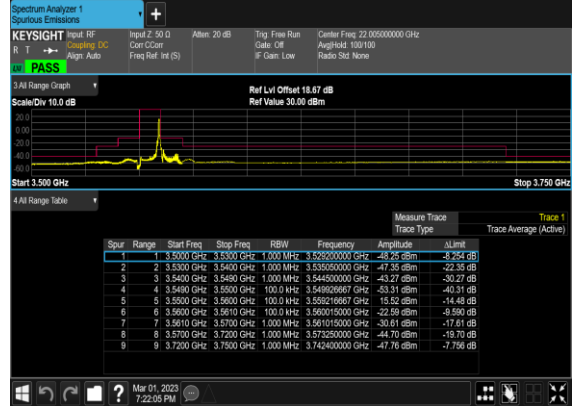 Spectrum Analyzer 1
Spurious Emissions
+
KEYSIGHT Input: RF Input Z: 50 Ω Atten: 20 dB Trig: Free Run Center Freq: 22.005000000 GHz
R T Coupling: DC Corr CCorr Gate: Off Avg|Hold: 100/100
Align: Auto Freq Ref: Int (S) IF Gain: Low Radio Std: None
PASS
3 All Range Graph
Ref Lvl Offset 18.67 dB
Scale/Div 10.0 dB Ref Value 30.00 dBm
20.0
0.00
-20.0
-40.0
-60.0
Start 3.500 GHz Stop 3.750 GHz
4 All Range Table
Measure Trace Trace 1
Trace Type Trace Average (Active)
Spur Range Start Freq Stop Freq RBW Frequency Amplitude ΔLimit
1 1 3.5000 GHz 3.5300 GHz 1.000 MHz 3.529200000 GHz -48.25 dBm -8.254 dB
2 2 3.5300 GHz 3.5400 GHz 1.000 MHz 3.535050000 GHz -47.35 dBm -22.35 dB
3 3 3.5400 GHz 3.5490 GHz 1.000 MHz 3.544500000 GHz -43.27 dBm -30.27 dB
4 4 3.5490 GHz 3.5500 GHz 100.0 kHz 3.549926667 GHz -53.31 dBm -40.31 dB
5 5 3.5500 GHz 3.5600 GHz 100.0 kHz 3.559216667 GHz 15.52 dBm -14.48 dB
6 6 3.5600 GHz 3.5610 GHz 100.0 kHz 3.560015000 GHz -22.59 dBm -9.590 dB
7 7 3.5610 GHz 3.5700 GHz 1.000 MHz 3.561015000 GHz -30.61 dBm -17.61 dB
8 8 3.5700 GHz 3.7200 GHz 1.000 MHz 3.573250000 GHz -44.70 dBm -19.70 dB
9 9 3.7200 GHz 3.7500 GHz 1.000 MHz 3.742400000 GHz -47.76 dBm -7.756 dB
? Mar 01, 2023
7:22:05 PM